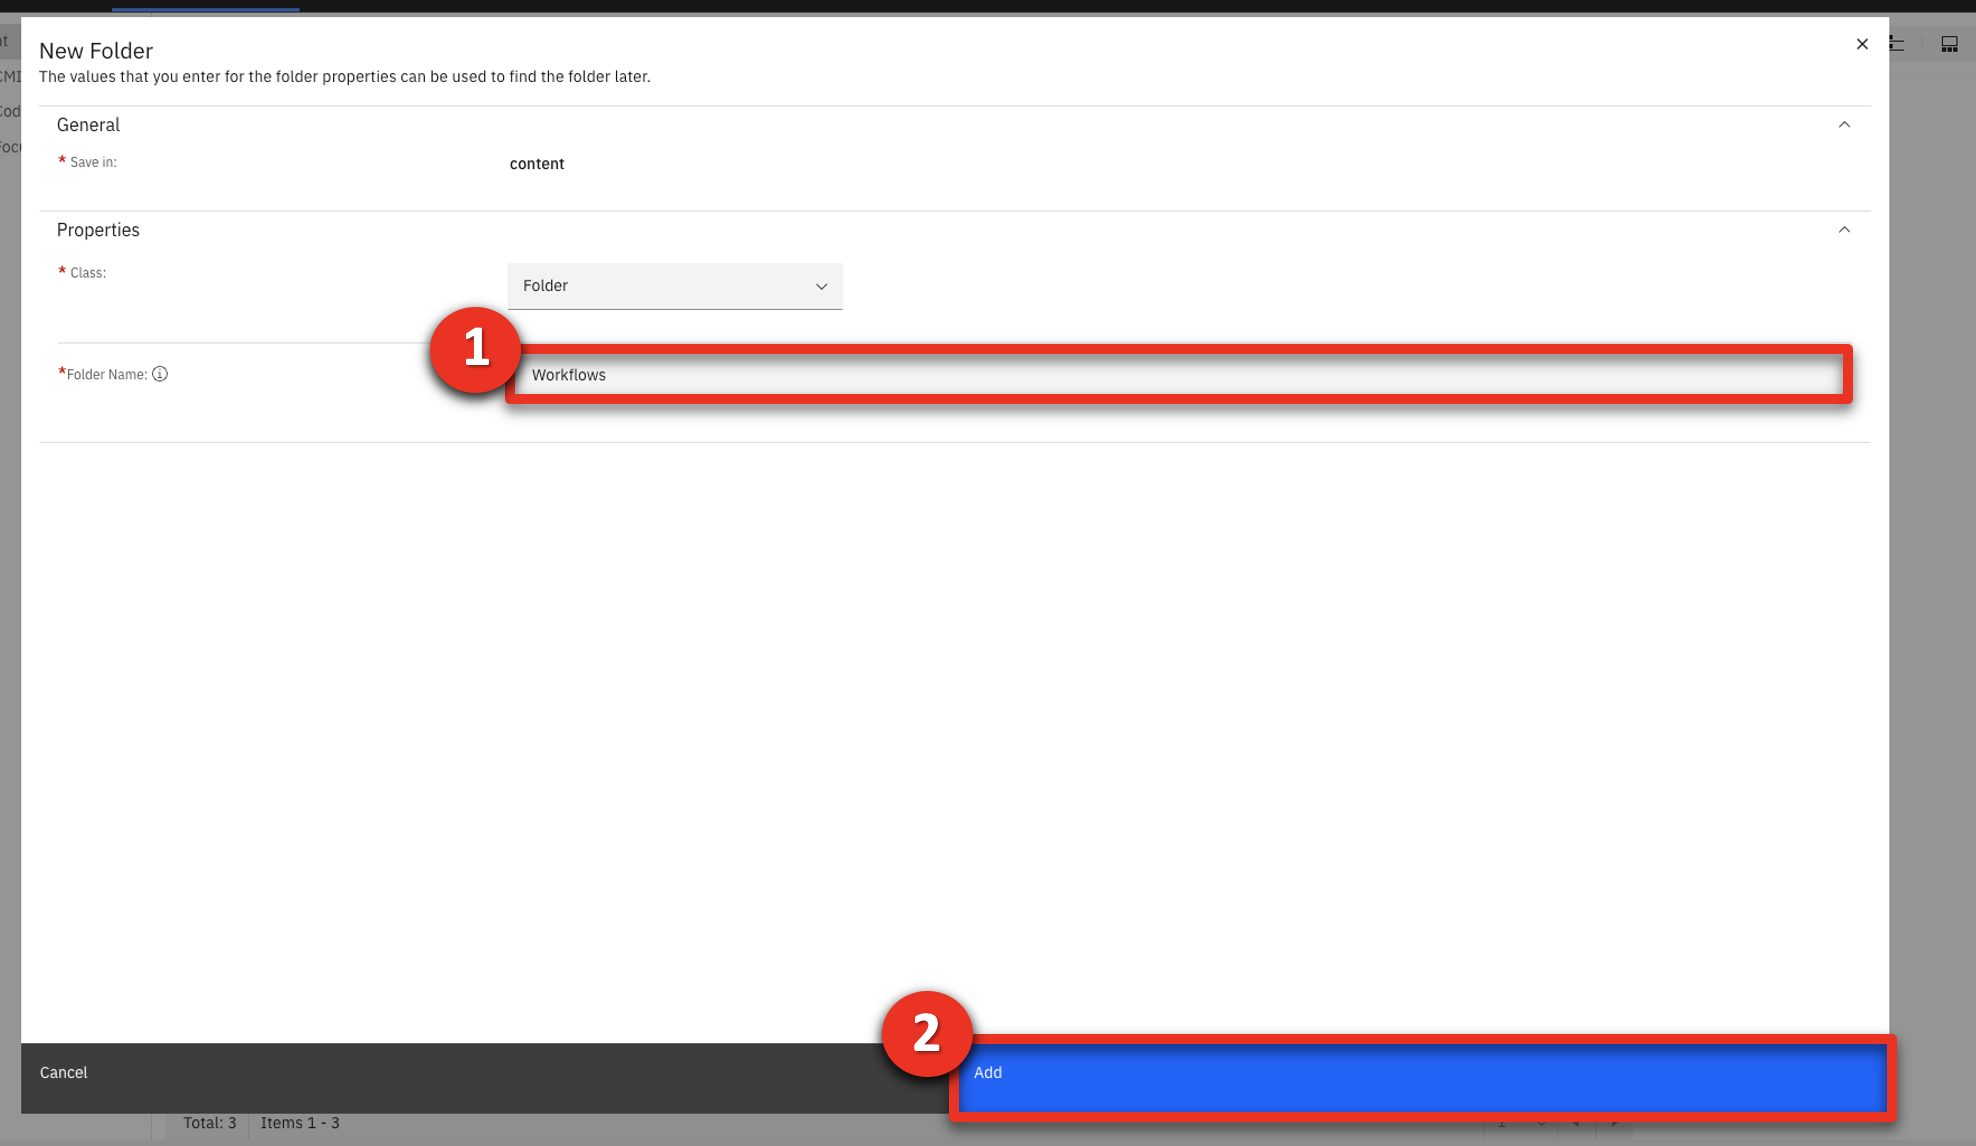 New Folder
The values that you enter for the folder properties can be used to find the folder later.
General
* Save in:
content
Properties
* Class:
Folder
1
*Folder Name:
Workflows
2
Cancel
Add
Total: 3
Items 1 - 3